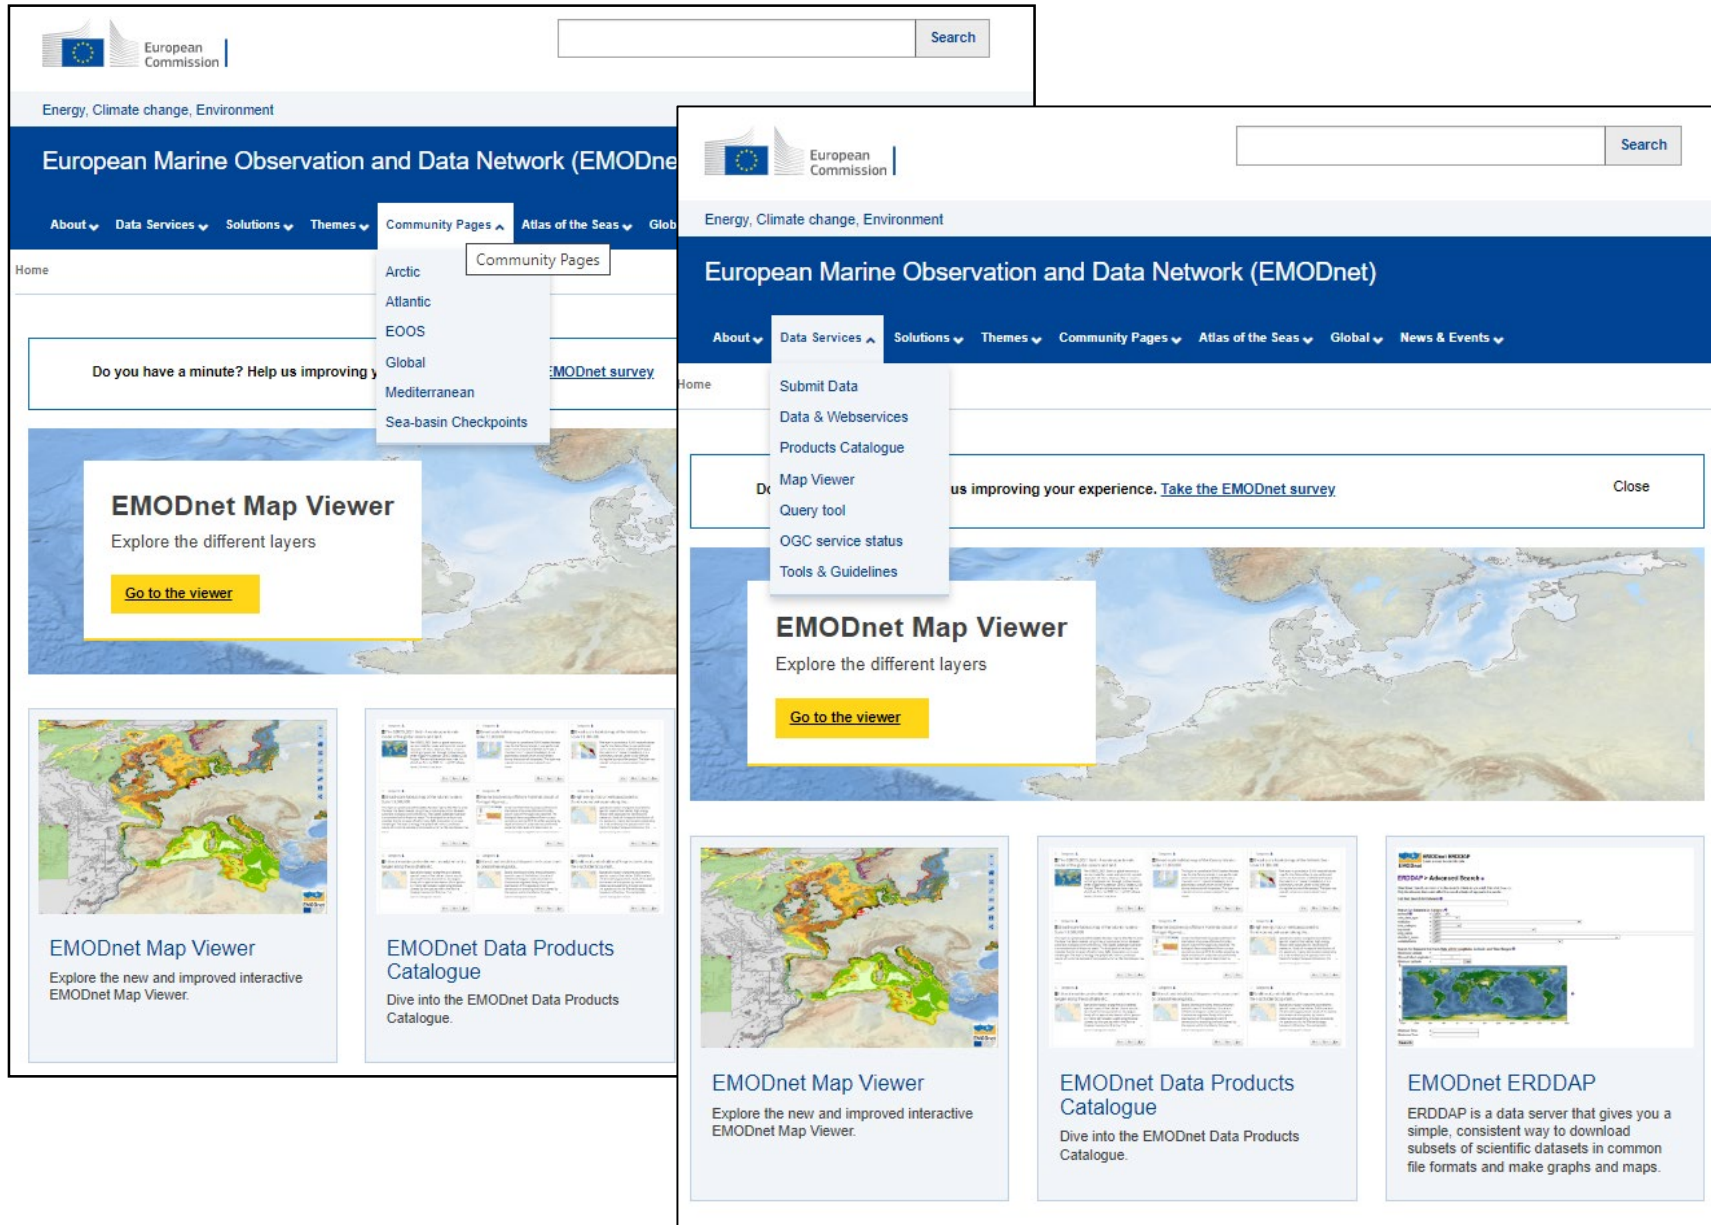 European
Commission
Search
Energy, Climate change, Environment
European Marine Observation and Data Network (EMODne
About
Data Services
Solutions
Themes
Community Pages
Atlas of the Seas
Glob
Community Pages
Home
Arctic
Atlantic
EOOS
Global
Mediterranean
Sea-basin Checkpoints
Do you have a minute? Help us improving y
EMODnet survey
EMODnet Map Viewer
Explore the different layers
Go to the viewer
EMODnet Map Viewer
Explore the new and improved interactive
EMODnet Map Viewer.
EMODnet Data Products
Catalogue
Dive into the EMODnet Data Products
Catalogue.
European
Commission
Search
Energy, Climate change, Environment
European Marine Observation and Data Network (EMODnet)
About
Data Services
Solutions
Themes
Community Pages
Atlas of the Seas
Global
News & Events
Home
Submit Data
Data & Webservices
Products Catalogue
Map Viewer
Query tool
OGC service status
Tools & Guidelines
Do
us improving your experience. Take the EMODnet survey
Close
EMODnet Map Viewer
Explore the different layers
Go to the viewer
EMODnet Map Viewer
Explore the new and improved interactive
EMODnet Map Viewer.
EMODnet Data Products
Catalogue
Dive into the EMODnet Data Products
Catalogue.
EMODnet ERDDAP
ERDDAP > Advanced Search
EMODnet ERDDAP
ERDDAP is a data server that gives you a
simple, consistent way to download
subsets of scientific datasets in common
file formats and make graphs and maps.